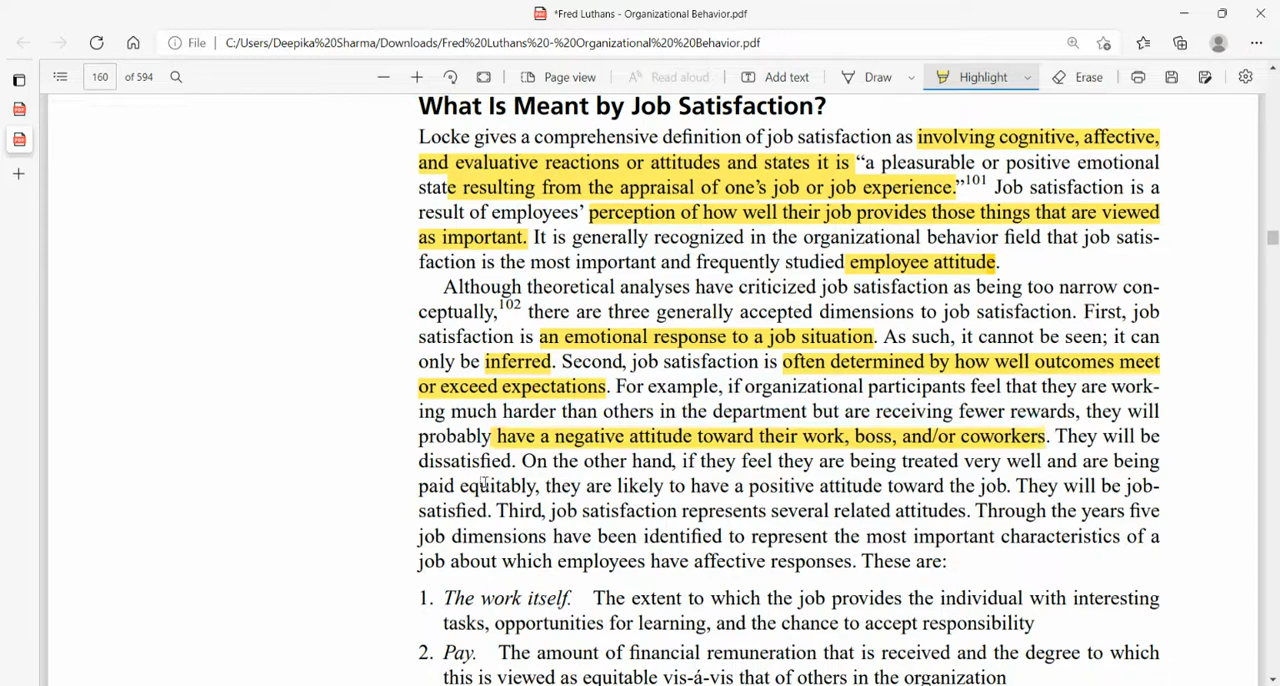 *Fred Luthans - Organizational Behavior.pdf
File C:/Users/Deepika%20Sharma/Downloads/Fred%20Luthans%20-%20Organizational%20%20Behavior.pdf
160 of 594 Page view Read aloud Add text Draw Highlight Erase
What Is Meant by Job Satisfaction?
Locke gives a comprehensive definition of job satisfaction as involving cognitive, affective,
and evaluative reactions or attitudes and states it is “a pleasurable or positive emotional
state resulting from the appraisal of one’s job or job experience.”101 Job satisfaction is a
result of employees’ perception of how well their job provides those things that are viewed
as important. It is generally recognized in the organizational behavior field that job satis-
faction is the most important and frequently studied employee attitude.
Although theoretical analyses have criticized job satisfaction as being too narrow con-
ceptually,102 there are three generally accepted dimensions to job satisfaction. First, job
satisfaction is an emotional response to a job situation. As such, it cannot be seen; it can
only be inferred. Second, job satisfaction is often determined by how well outcomes meet
or exceed expectations. For example, if organizational participants feel that they are work-
ing much harder than others in the department but are receiving fewer rewards, they will
probably have a negative attitude toward their work, boss, and/or coworkers. They will be
dissatisfied. On the other hand, if they feel they are being treated very well and are being
paid equitably, they are likely to have a positive attitude toward the job. They will be job-
satisfied. Third, job satisfaction represents several related attitudes. Through the years five
job dimensions have been identified to represent the most important characteristics of a
job about which employees have affective responses. These are:
1. The work itself. The extent to which the job provides the individual with interesting
tasks, opportunities for learning, and the chance to accept responsibility
2. Pay. The amount of financial remuneration that is received and the degree to which
this is viewed as equitable vis-á-vis that of others in the organization